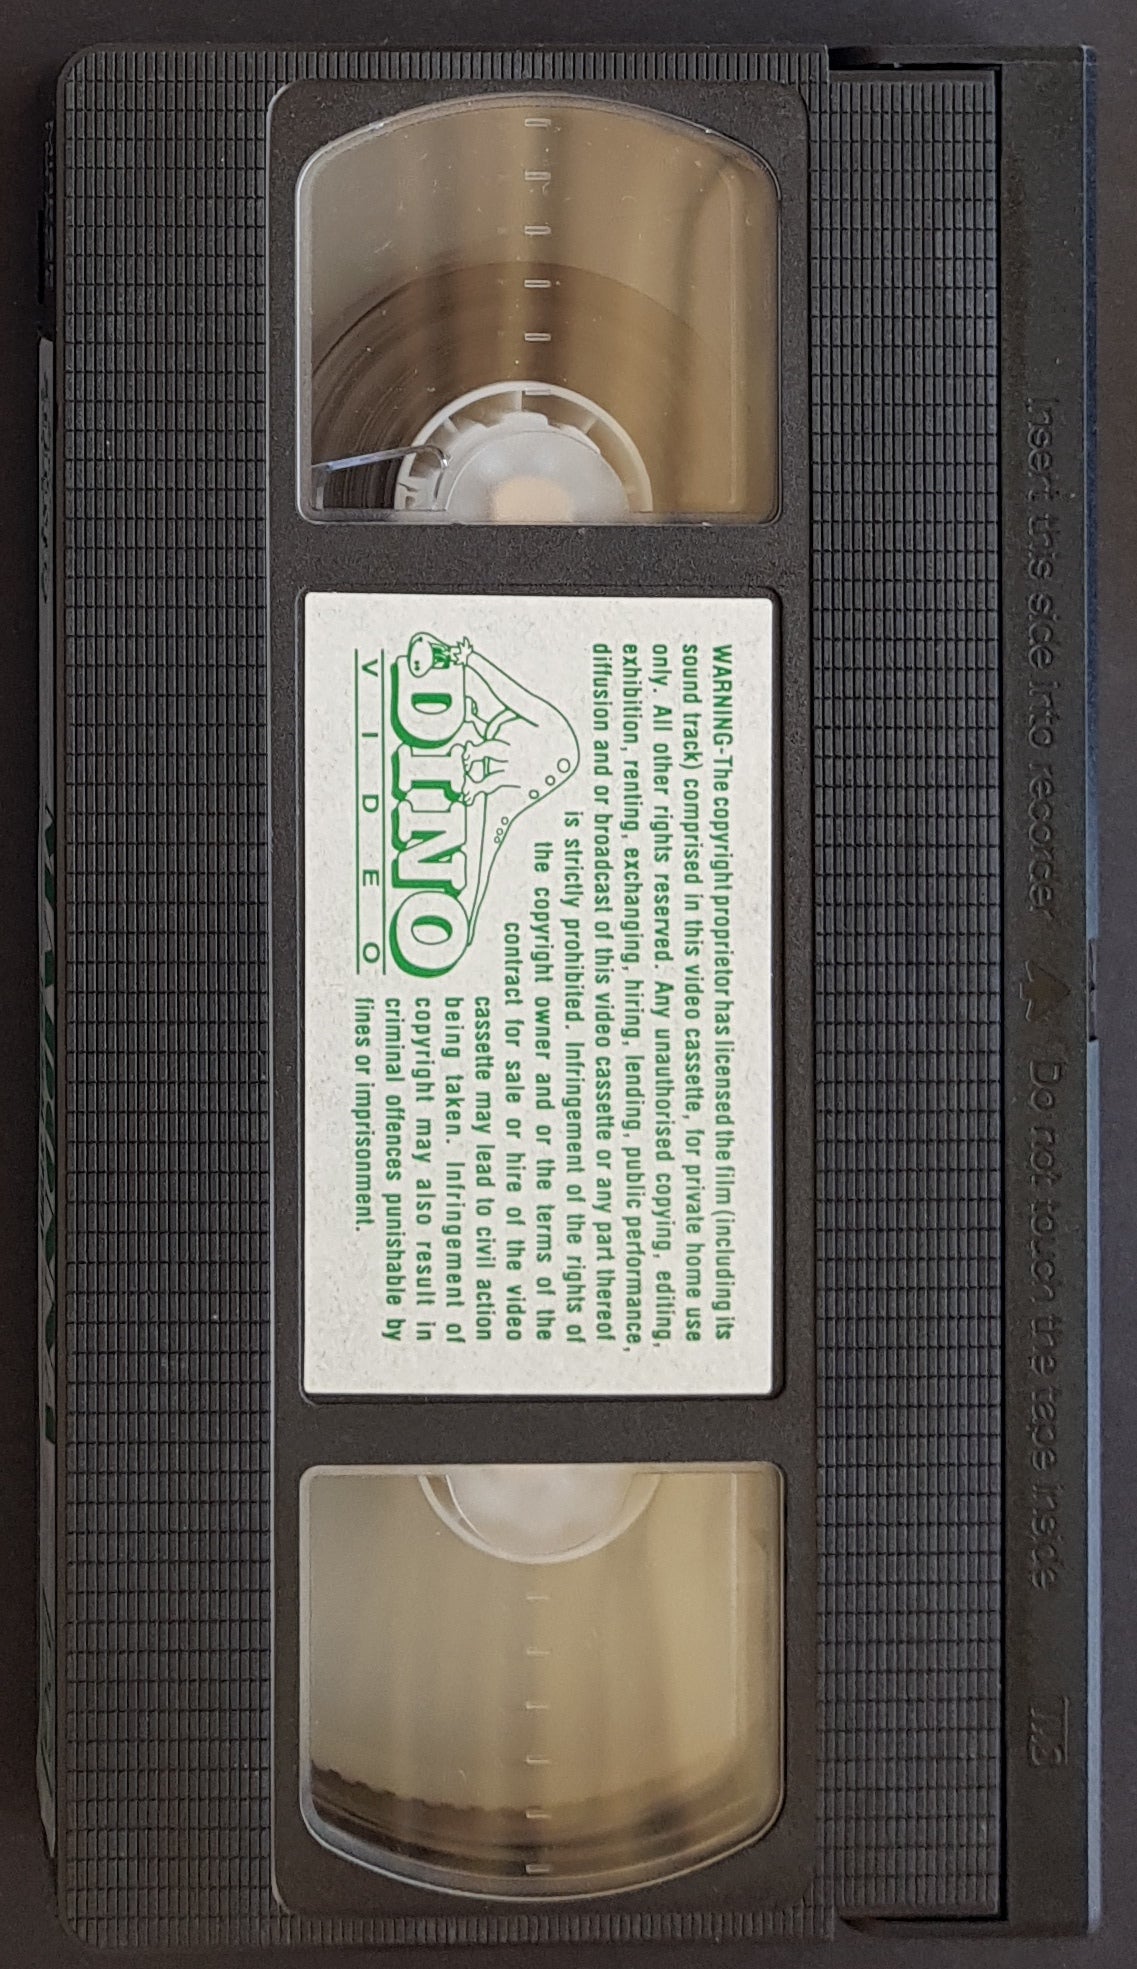 Insert this side into recorder
Do not touch the tape inside
T.3
WARNING-The copyright proprietor has licensed the film (including its
sound track) comprised in this video cassette, for private home use
only. All other rights reserved. Any unauthorised copying, editing,
exhibition, renting, exchanging, hiring, lending, public performance,
diffusion and or broadcast of this video cassette or any part thereof
is strictly prohibited. Infringement of the rights of
the copyright owner and or the terms of the
contract for sale or hire of the video
cassette may lead to civil action
being taken. Infringement of
copyright may also result in
criminal offences punishable by
fines or imprisonment.
DINO
VIDEO